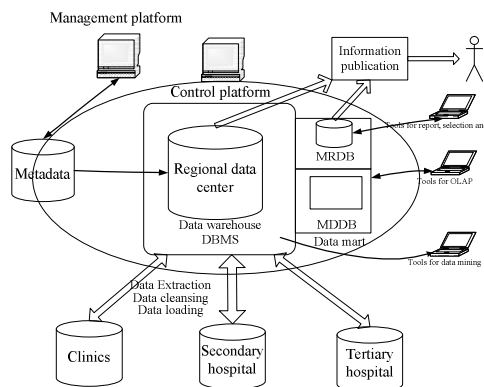 Management platform
Information
publication
Control platform
Tools for report, selection an
MRDB
Regional data
center
Metadata
Tools for OLAP
MDDB
Data warehouse
DBMS
Data mart
Tools for data mining
Data Extraction
Data cleansing
Data loading
Clinics
Secondary
hospital
Tertiary
hospital